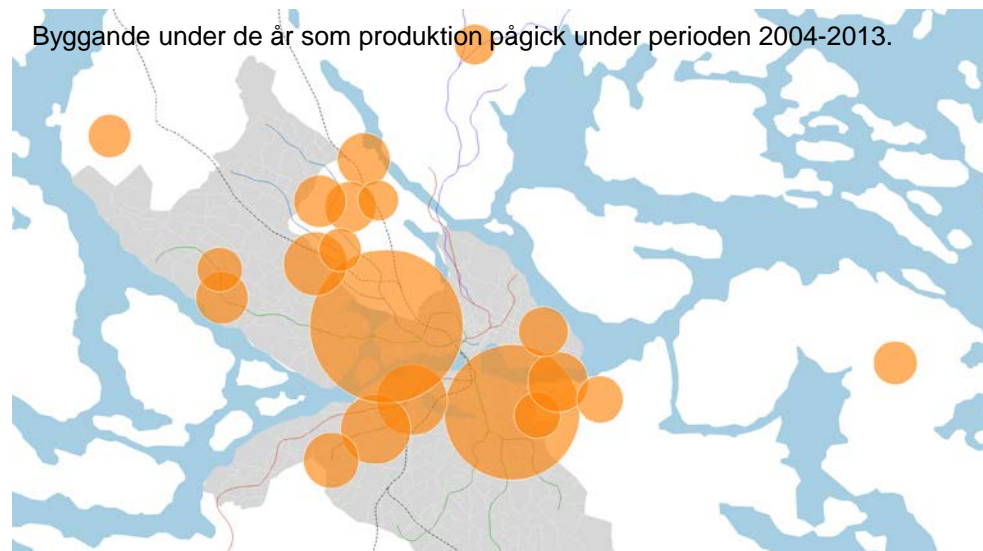 Byggande under de år som produktion pågick under perioden 2004-2013.